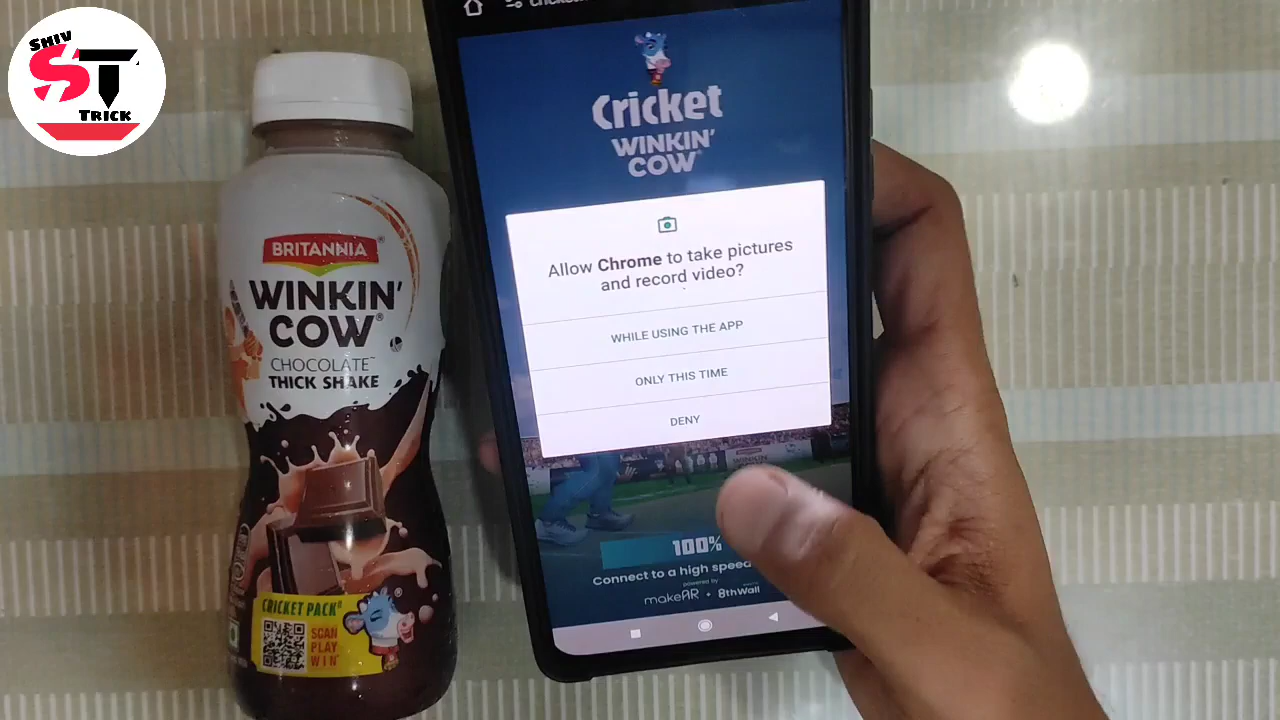 SHIV
ST
TRICK
BRITANNIA®
WINKIN'
COW®
CHOCOLATE™
THICK SHAKE
CRICKET PACK#
SCAN
PLAY
WIN*
Cricket
WINKIN'
COW
Allow Chrome to take pictures
and record video?
WHILE USING THE APP
ONLY THIS TIME
DENY
100%
Connect to a high speed
powered by
makeAR • 8thWall